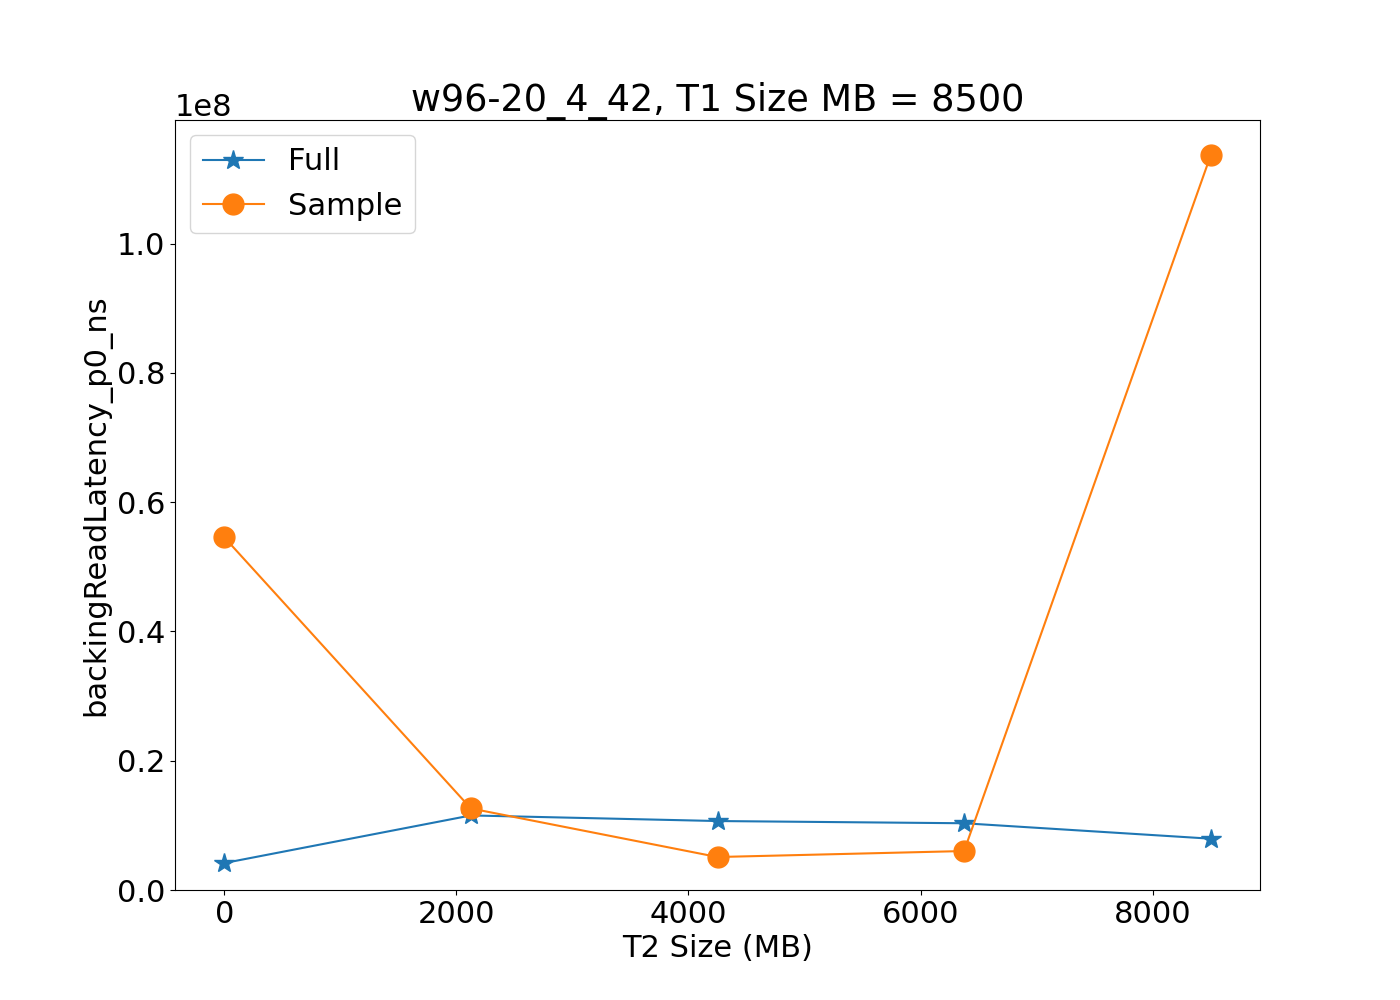 w96-20_4_42, T1 Size MB = 8500
1e8
Full
Sample
1.0
0.8
0.6
0.4
0.2
0.0
backingReadLatency_p0_ns
0 2000 4000 6000 8000
T2 Size (MB)